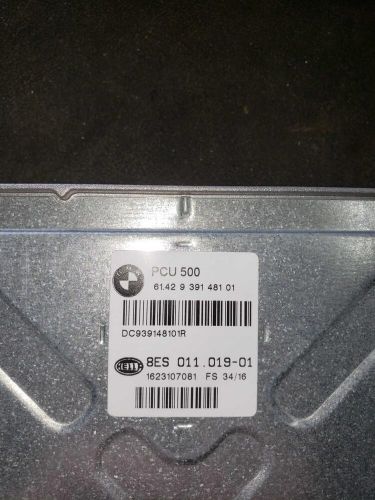 PCU 500
61.42 9 391 481 01
DC939148101R
HELLA
8ES 011.019-01
1623107081 FS 34/16